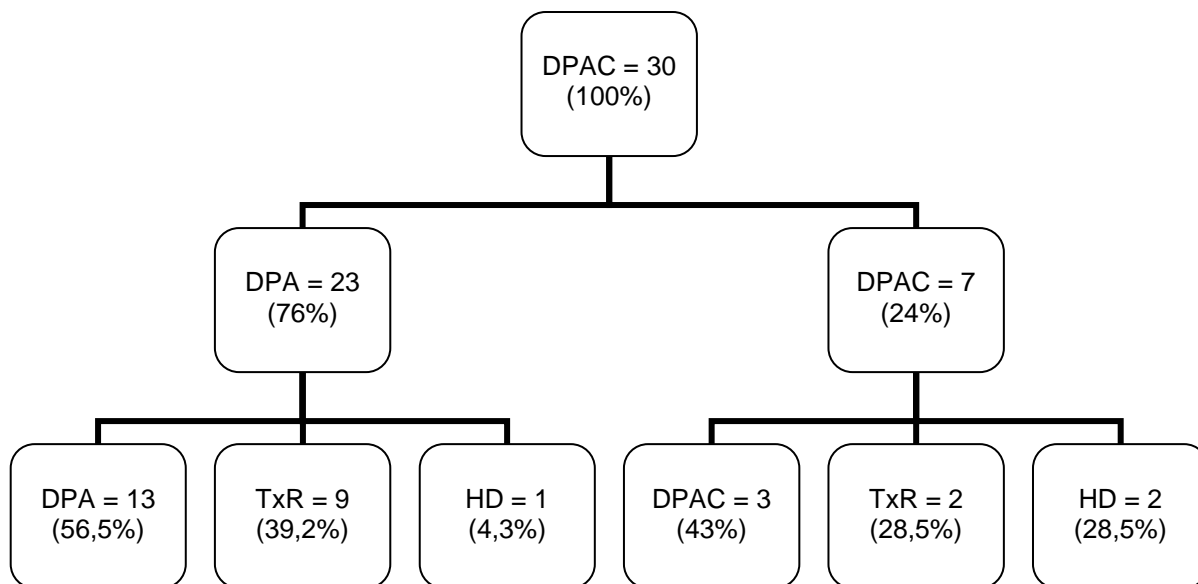 DPAC = 30
(100%)
DPA = 23
(76%)
DPAC = 7
(24%)
DPA = 13
(56,5%)
TxR = 9
(39,2%)
HD = 1
(4,3%)
DPAC = 3
(43%)
TxR = 2
(28,5%)
HD = 2
(28,5%)